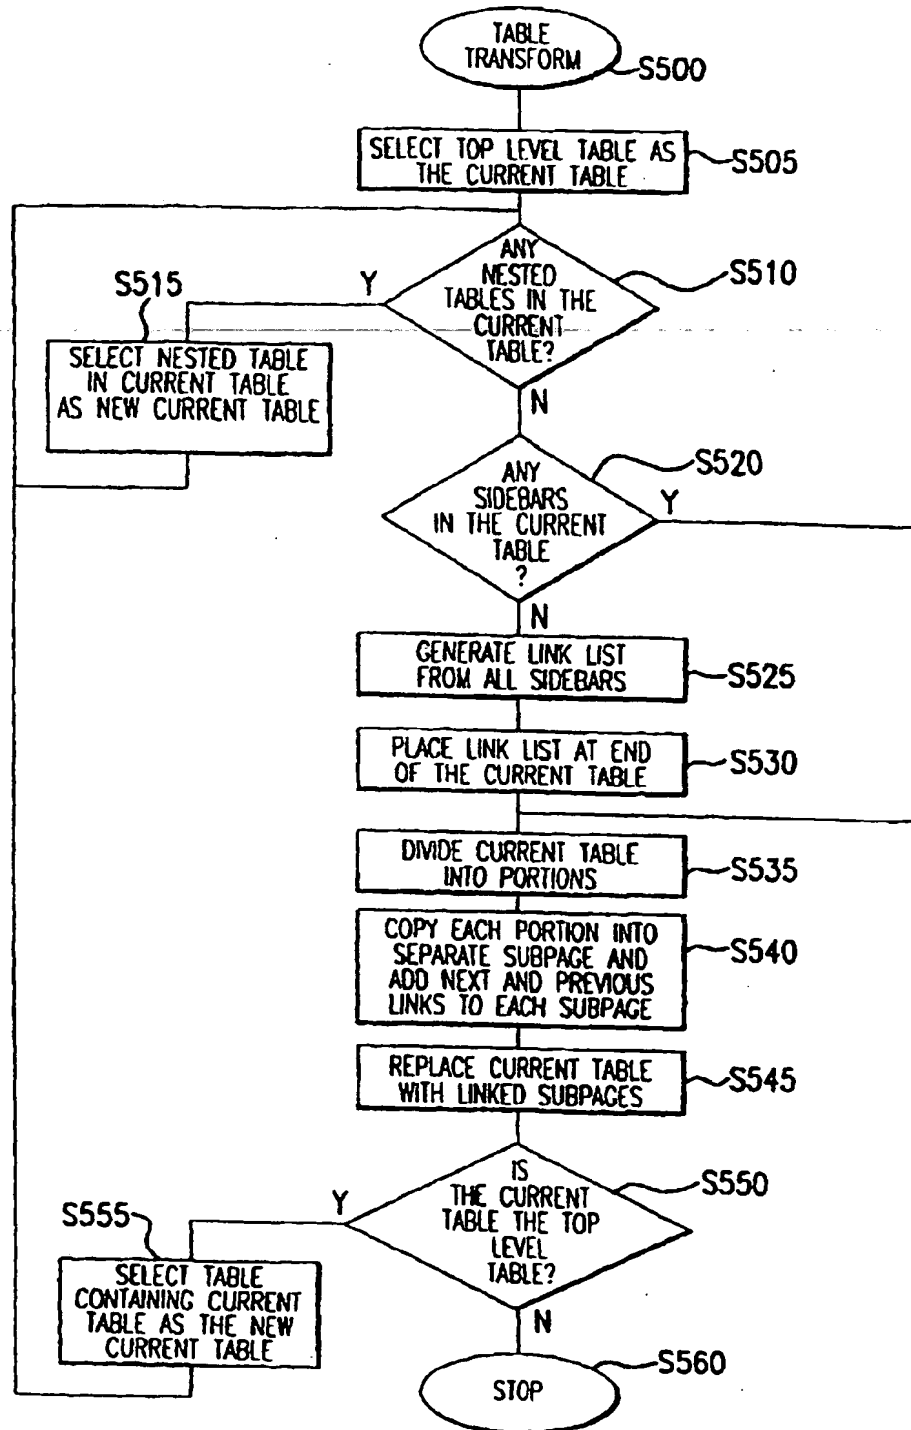 TABLE
TRANSFORM
S500
SELECT TOP LEVEL TABLE AS
THE CURRENT TABLE
S505
ANY
NESTED
TABLES IN THE
CURRENT
TABLE?
S510
Y
S515
SELECT NESTED TABLE
IN CURRENT TABLE
AS NEW CURRENT TABLE
N
ANY
SIDEBARS
IN THE CURRENT
TABLE
?
S520
Y
N
GENERATE LINK LIST
FROM ALL SIDEBARS
S525
PLACE LINK LIST AT END
OF THE CURRENT TABLE
S530
DIVIDE CURRENT TABLE
INTO PORTIONS
S535
COPY EACH PORTION INTO
SEPARATE SUBPAGE AND
ADD NEXT AND PREVIOUS
LINKS TO EACH SUBPAGE
S540
REPLACE CURRENT TABLE
WITH LINKED SUBPAGES
S545
IS
THE CURRENT
TABLE THE TOP
LEVEL
TABLE?
S550
Y
S555
SELECT TABLE
CONTAINING CURRENT
TABLE AS THE NEW
CURRENT TABLE
N
STOP
S560